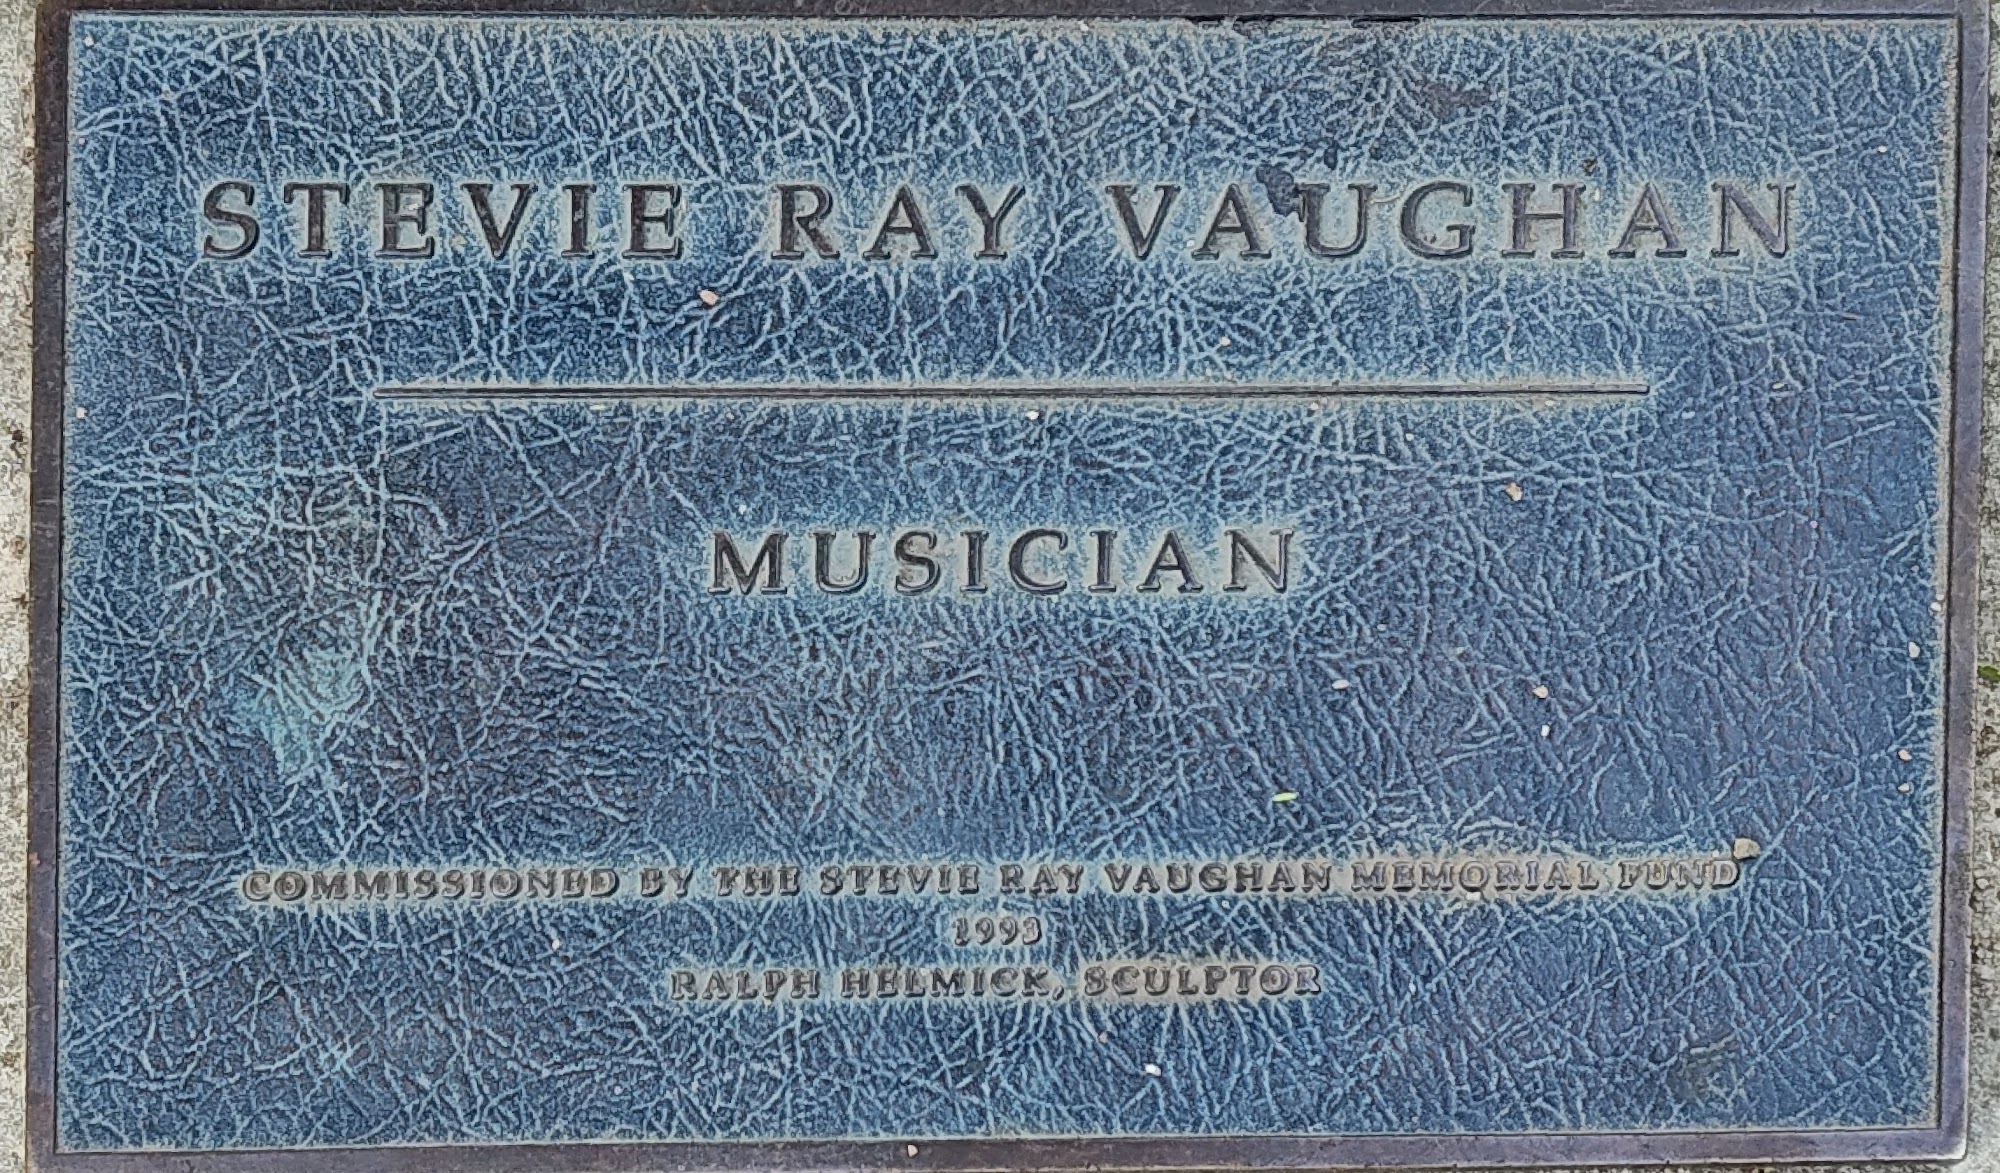 STEVIE RAY VAUGHAN
MUSICIAN
COMMISSIONED BY THE STEVIE RAY VAUGHAN MEMORIAL FUND
1993
RALPH HELMICK, SCULPTOR